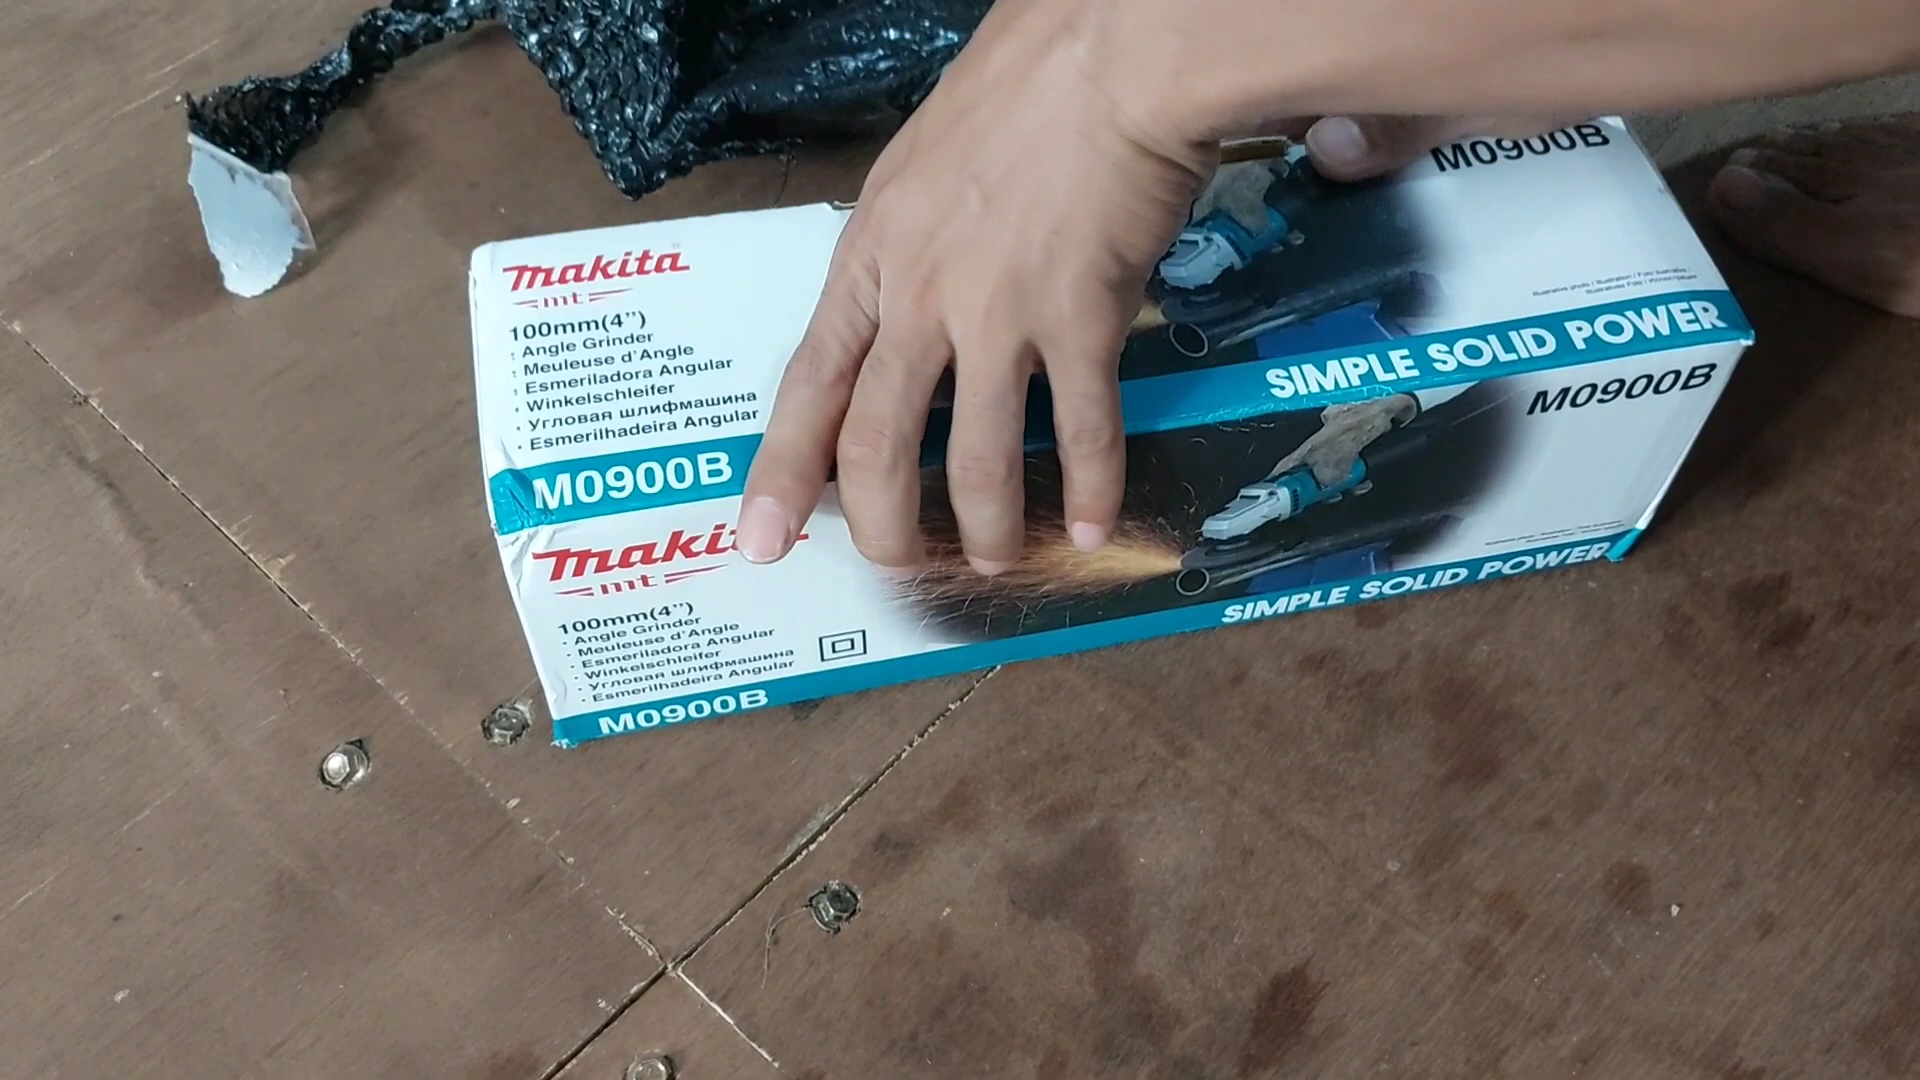 makita
mt
100mm(4")
· Angle Grinder
· Meuleuse d'Angle
· Esmeriladora Angular
· Winkelschleifer
· Угловая шлифмашина
· Esmerilhadeira Angular
M0900B
M0900B
SIMPLE SOLID POWER
makita
mt
100mm(4")
· Angle Grinder
· Meuleuse d'Angle
· Esmeriladora Angular
· Winkelschleifer
· Угловая шлифмашина
· Esmerilhadeira Angular
M0900B
M0900B
SIMPLE SOLID POWER